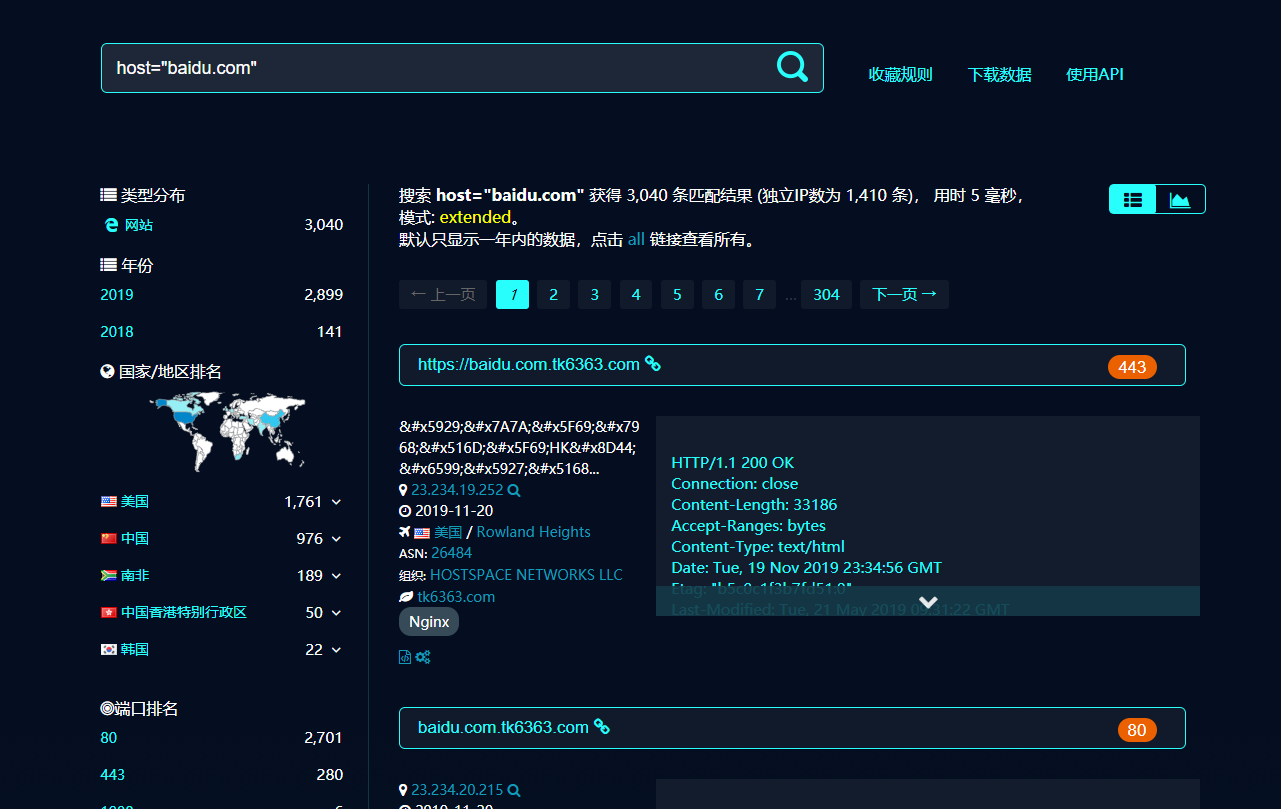 host="baidu.com"
收藏规则 下载数据 使用API
类型分布
网站 3,040
年份
2019 2,899
2018 141
国家/地区排名
美国 1,761
中国 976
南非 189
中国香港特别行政区 50
韩国 22
端口排名
80 2,701
443 280
搜索 host="baidu.com" 获得 3,040 条匹配结果 (独立IP数为 1,410 条)， 用时 5 毫秒，
模式: extended。
默认只显示一年内的数据，点击 all 链接查看所有。
← 上一页 1 2 3 4 5 6 7 ... 304 下一页 →
https://baidu.com.tk6363.com 443
&#x5929;&#x7A7A;&#x5F69;&#x79
68;&#x516D;&#x5F69;HK&#x8D44;
&#x6599;&#x5927;&#x5168...
23.234.19.252
2019-11-20
美国 / Rowland Heights
ASN: 26484
组织: HOSTSPACE NETWORKS LLC
tk6363.com
Nginx
HTTP/1.1 200 OK
Connection: close
Content-Length: 33186
Accept-Ranges: bytes
Content-Type: text/html
Date: Tue, 19 Nov 2019 23:34:56 GMT
Last-Modified: Tue, 21 May 2019 09:31:22 GMT
baidu.com.tk6363.com 80
23.234.20.215
2019-11-20